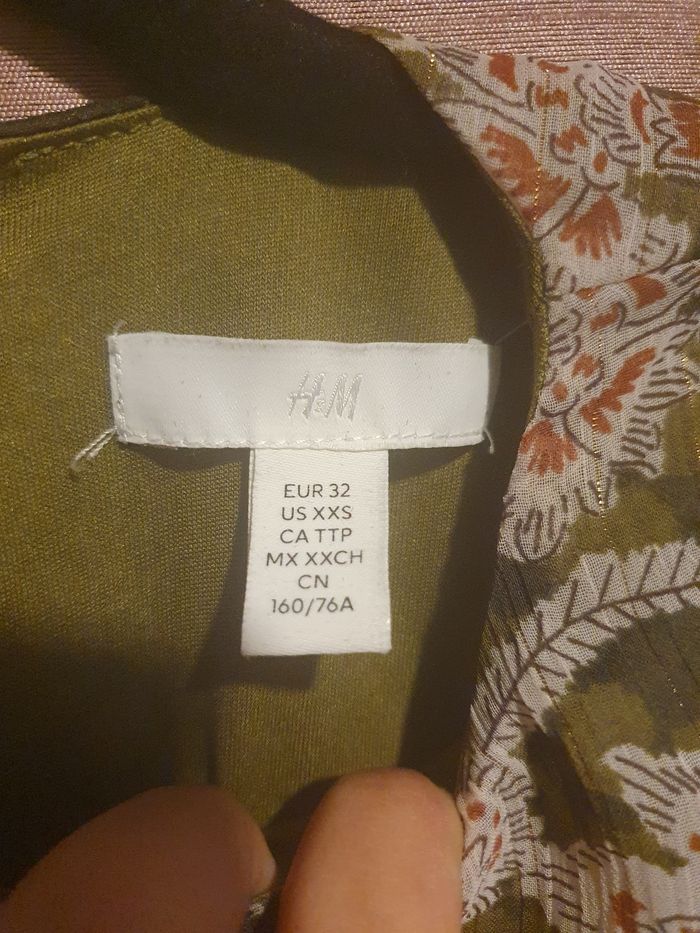 H&M
EUR 32
US XXS
CA TTP
MX XXCH
CN
160/76A